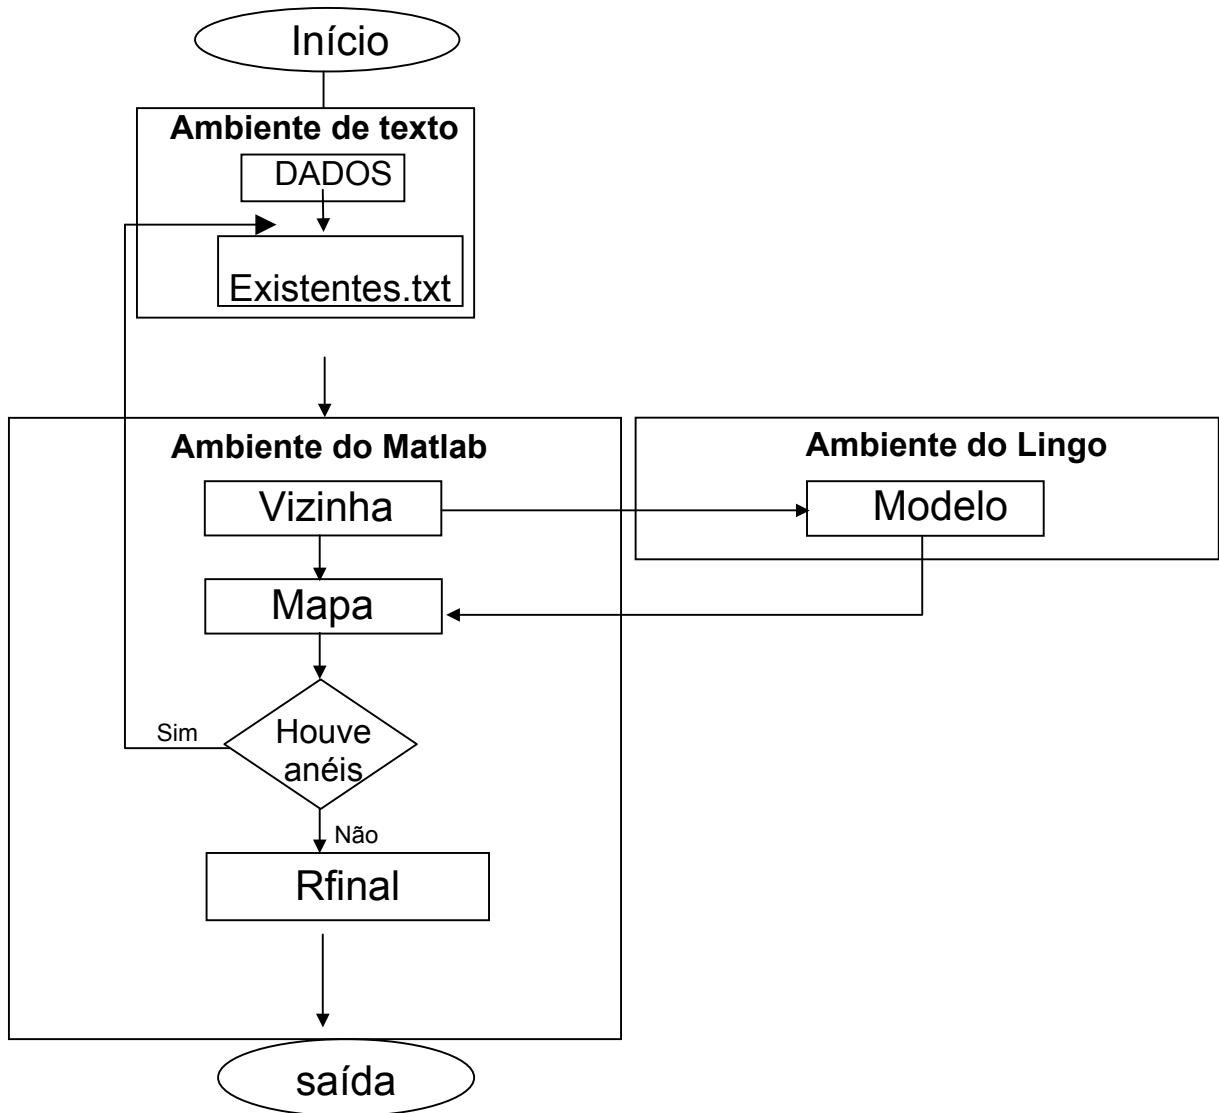 Início
Ambiente de texto
DADOS
Existentes.txt
Ambiente do Matlab
Ambiente do Lingo
Vizinha
Modelo
Mapa
Sim
Houve
anéis
Não
Rfinal
saída